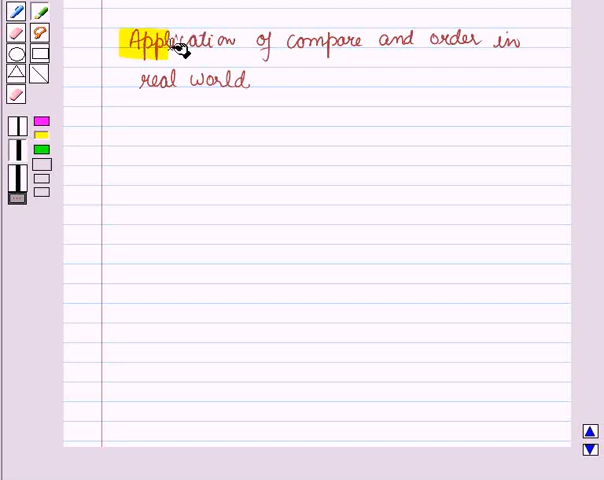 Application of compare and order in
real world